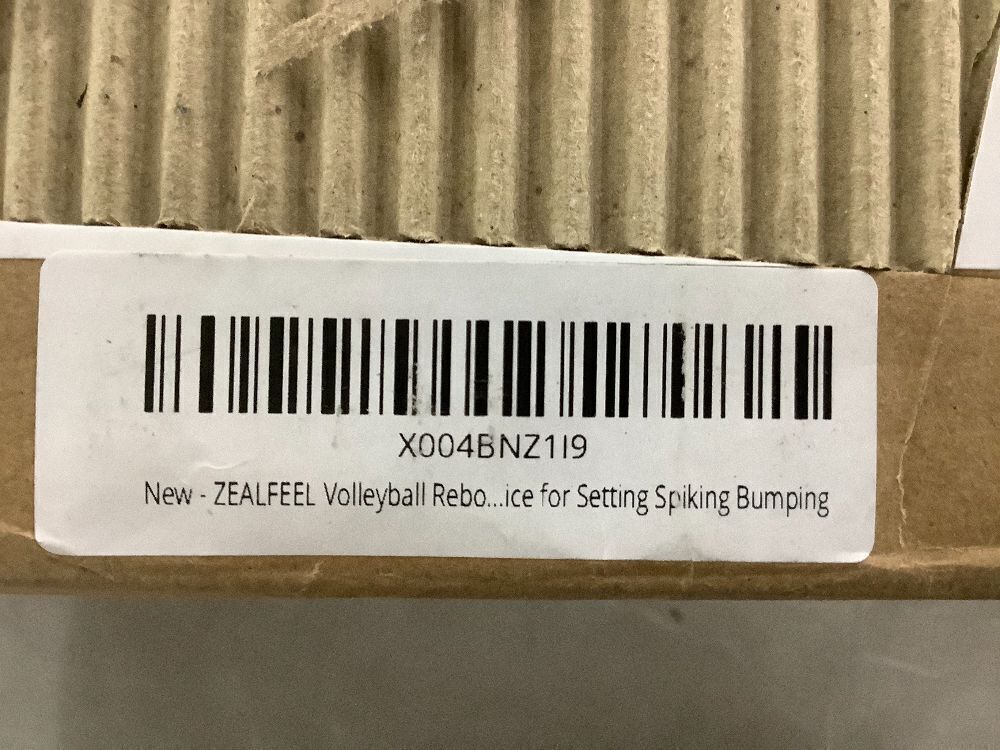 X004BNZ1I9
New - ZEALFEEL Volleyball Rebo...ice for Setting Spiking Bumping